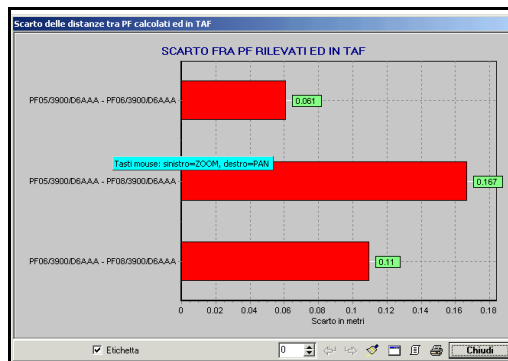 Scarto delle distanze tra PF calcolati ed in TAF
SCARTO FRA PF RILEVATI ED IN TAF
PF05/3900/D6AAA - PF06/3900/D6AAA
0.061
Tasti mouse: sinistro=ZOOM, destro=PAN
PF05/3900/D6AAA - PF08/3900/D6AAA
0.167
PF06/3900/D6AAA - PF08/3900/D6AAA
0.11
0 0.02 0.04 0.06 0.08 0.1 0.12 0.14 0.16 0.18
Scarto in metri
Etichetta
0
Chiudi